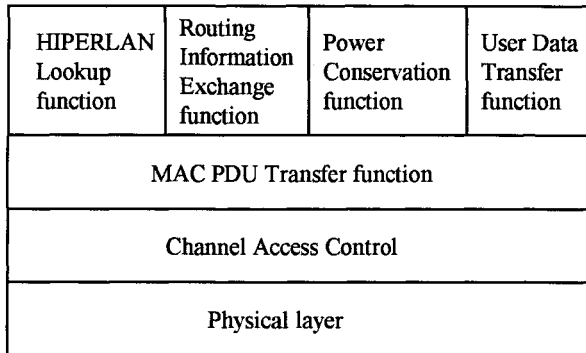 HIPERLAN
Lookup
function
Routing
Information
Exchange
function
Power
Conservation
function
User Data
Transfer
function
MAC PDU Transfer function
Channel Access Control
Physical layer